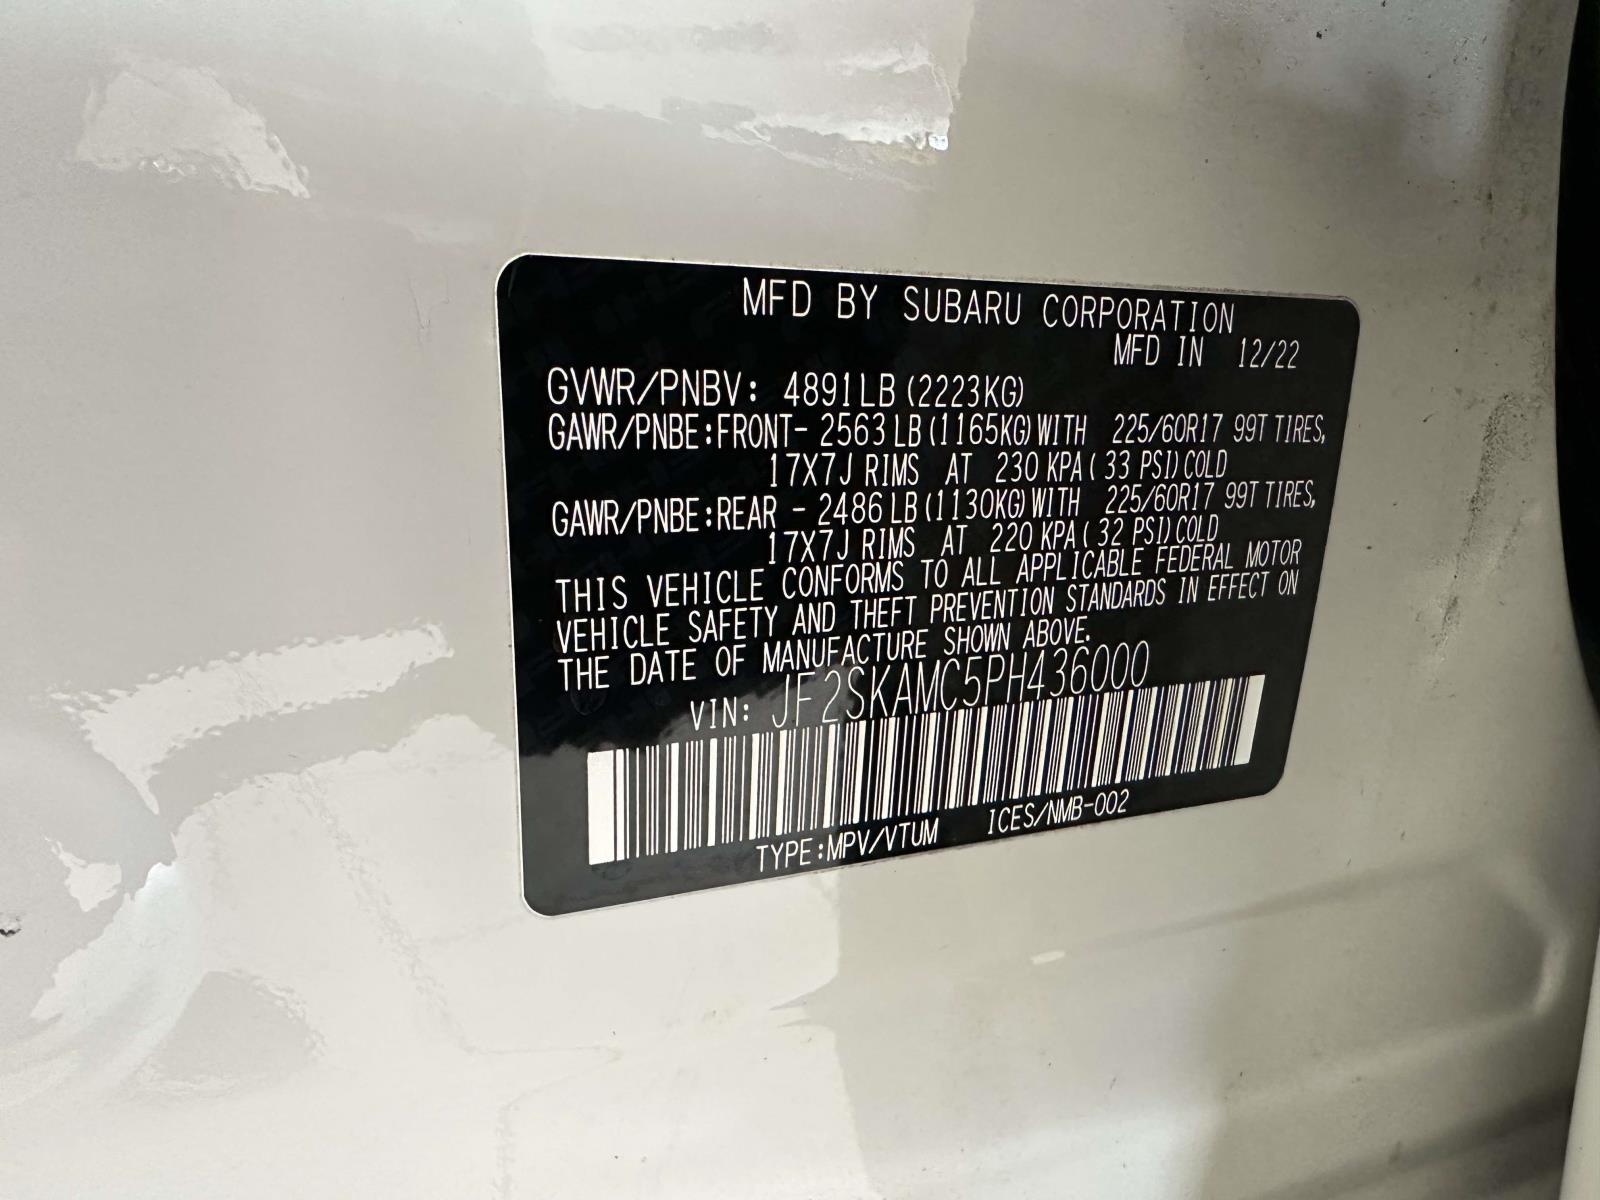 MFD BY SUBARU CORPORATION
MFD IN 12/22
GVWR/PNBV: 4891LB (2223KG)
GAWR/PNBE:FRONT- 2563LB (1165KG) WITH 225/60R17 99T TIRES,
17X7J RIMS AT 230 KPA ( 33 PSI) COLD
GAWR/PNBE:REAR - 2486LB (1130KG) WITH 225/60R17 99T TIRES,
17X7J RIMS AT 220 KPA ( 32 PSI) COLD
THIS VEHICLE CONFORMS TO ALL APPLICABLE FEDERAL MOTOR
VEHICLE SAFETY AND THEFT PREVENTION STANDARDS IN EFFECT ON
THE DATE OF MANUFACTURE SHOWN ABOVE.
VIN: JF2SKAMC5PH436000
TYPE:MPV/VTUM ICES/NMB-002